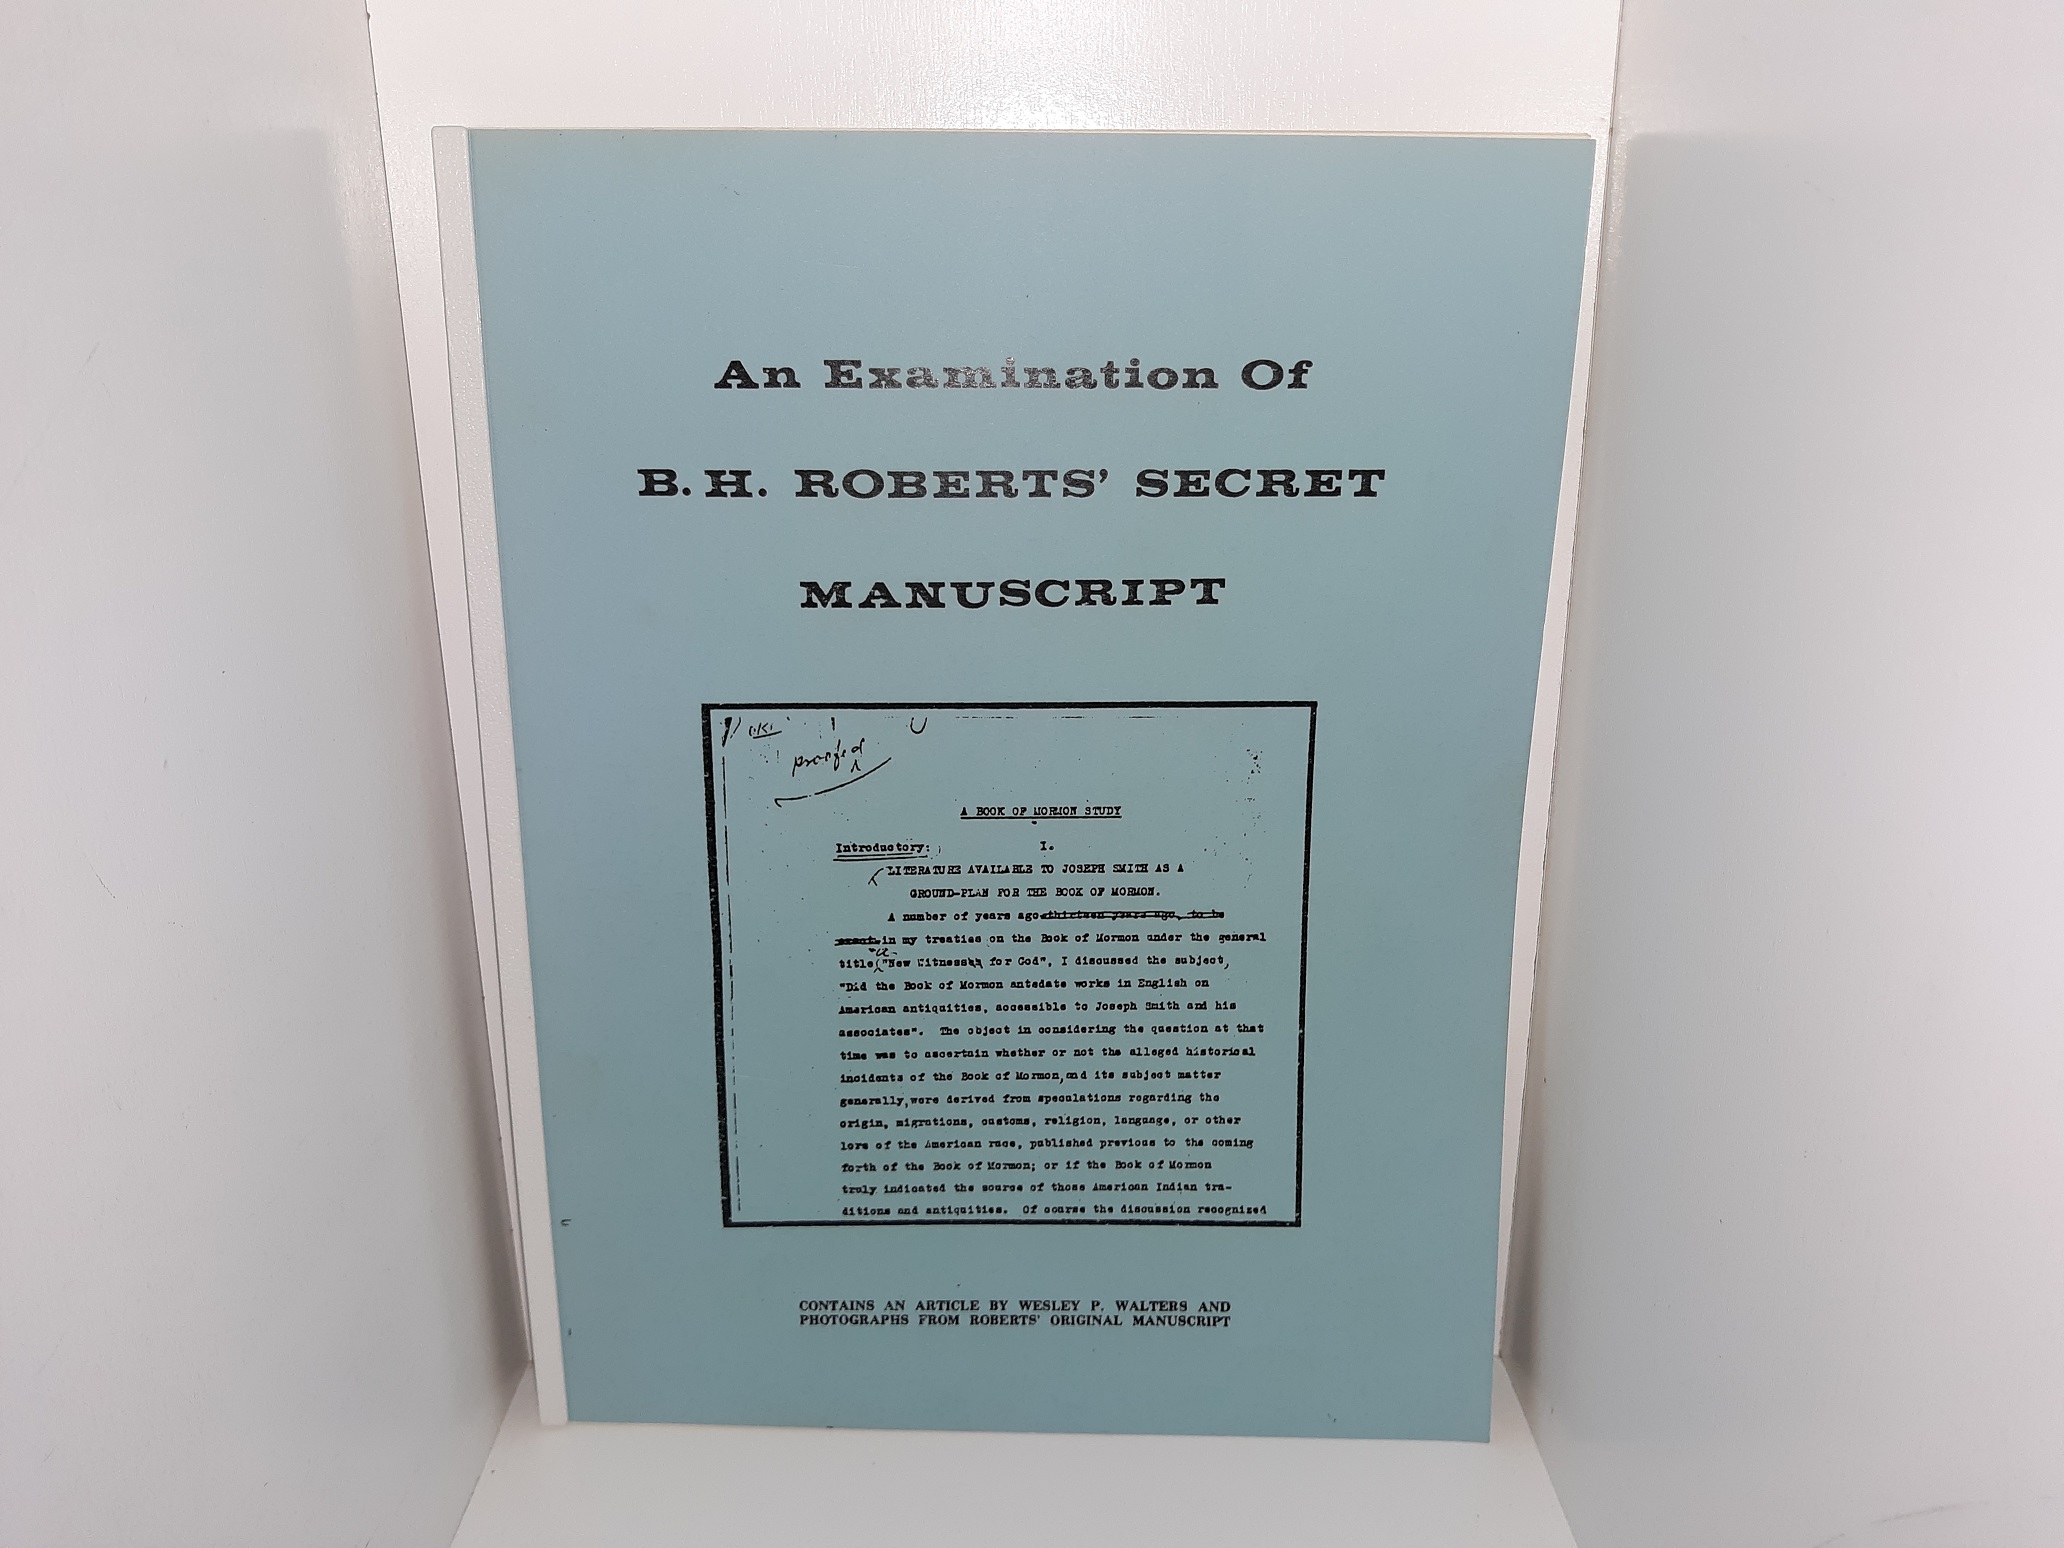 An Examination Of
B. H. ROBERTS' SECRET
MANUSCRIPT
proofed
A BOOK OF MORMON STUDY
Introductory: I.
LITERATURE AVAILABLE TO JOSEPH SMITH AS A
GROUND-PLAN FOR THE BOOK OF MORMON.
A number of years ago thirteen years ago, to be
exact, in my treaties on the Book of Mormon under the general
title, "New Witness for God", I discussed the subject,
"Did the Book of Mormon antedate works in English on
American antiquities, accessible to Joseph Smith and his
associates". The object in considering the question at that
time was to ascertain whether or not the alleged historical
incidents of the Book of Mormon, and its subject matter
generally, were derived from speculations regarding the
origin, migrations, customs, religion, language, or other
lore of the American race, published previous to the coming
forth of the Book of Mormon; or if the Book of Mormon
truly indicated the source of those American Indian tra-
ditions and antiquities. Of course the discussion recognized
CONTAINS AN ARTICLE BY WESLEY P. WALTERS AND
PHOTOGRAPHS FROM ROBERTS' ORIGINAL MANUSCRIPT